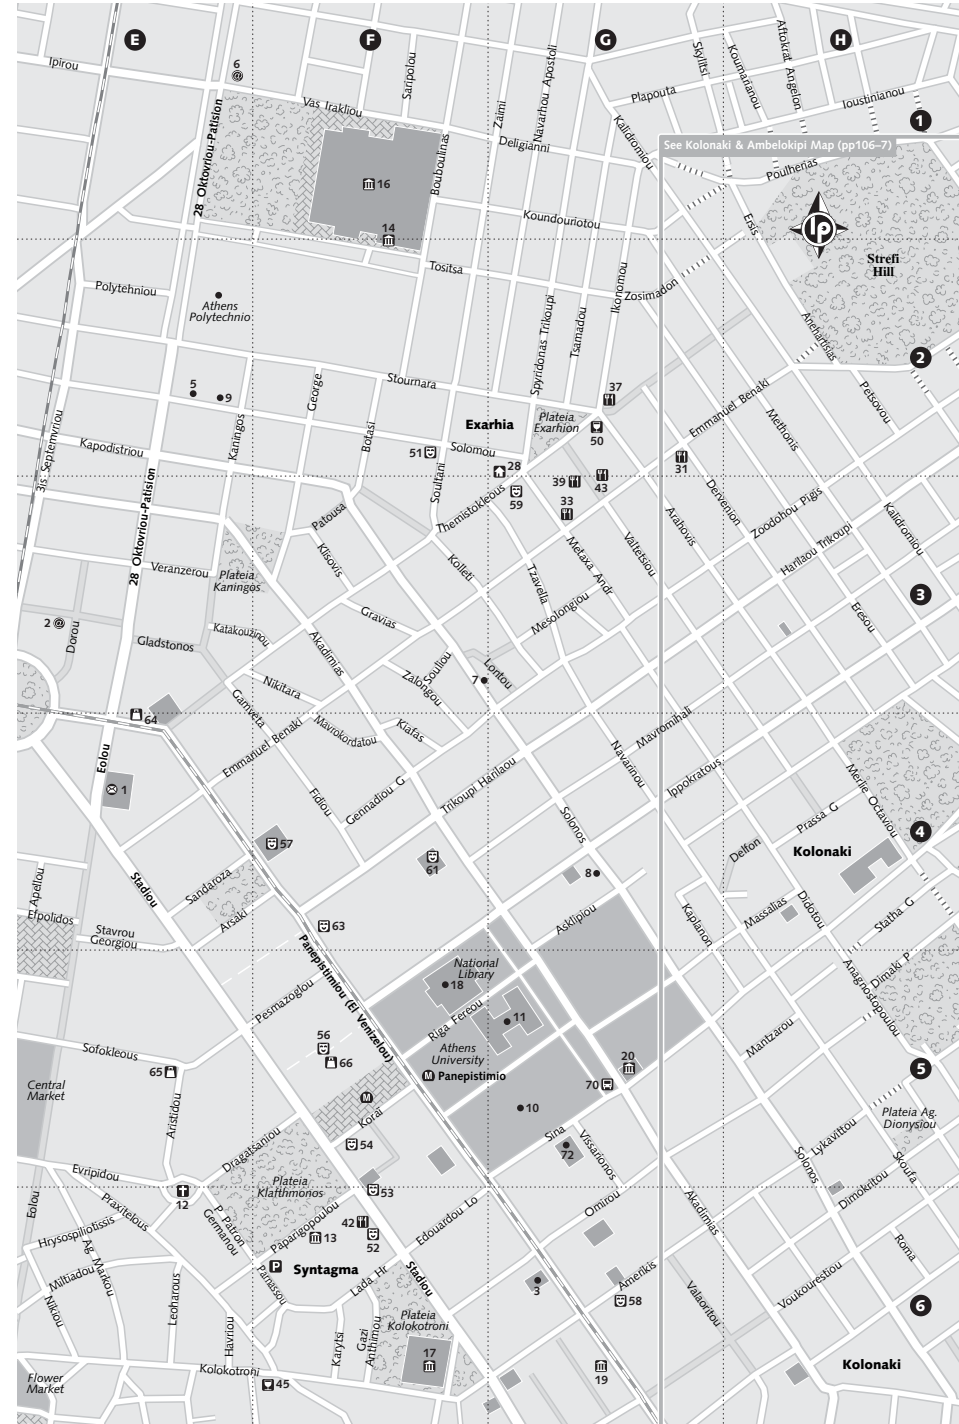 E
F
G
H
1
2
3
4
5
6
See Kolonaki & Ambelokipi Map (pp106–7)
lp
Ipirou
6
@
Vas Irakliou
Saripolou
Zaimi
Navarhou Apostoli
Skylitsi
Koumarianou
Aftokrat Angelon
Plapouta
Ioustinianou
Kalidromiou
Deligianni
Bouboulinas
28 Oktovriou-Patision
16
14
Poulherias
Koundouriotou
Ersis
Strefi
Hill
Tositsa
Zosimadon
Ikonomou
Polytehniou
Athens
Polytechnio
Spyridonas Trikoupi
Tsamadou
Anehartisias
Stournara
George
5
9
37
Exarhia
Plateia
Exarhion
50
Emmanuel Benaki
Petsovou
Methonis
Kaningos
Botasi
Kapodistriou
3is Septemvriou
51
Solomou
28
31
Soultani
59
39
43
33
Themistokleous
28 Oktovriou-Patision
Patousa
Dervenion
Arahovis
Zoodohou Pigis
Kalidromiou
Harilaou Trikoupi
Klisovis
Kolleti
Metaxa Andr
Valtetsiou
Veranzerou
Plateia
Kaningos
Tzavella
Mesolongiou
Eresou
2 @
Dorou
Gladstonos
Katakouzinou
Gravias
Akadimias
Souliou
Zalongou
7
Lontou
Nikitara
Gamveta
64
Emmanuel Benaki
Mavrokordatou
Kiafas
Navarinou
Mavromihali
Eolou
1
Fidiou
Gennadiou G
Trikoupi Harilaou
Ippokratous
Solonos
Merlie Octaviou
Prassa G
Delfon
Kolonaki
57
61
8
Apellou
Sandaroza
Stadiou
Arsaki
Efpolidos
Stavrou
Georgiou
63
Asklipiou
Kaplanon
Massalias
Didotou
Statha G
Panepistimiou (El Venizelou)
National
Library
18
Dimaki P
Anagnostopoulou
Pesmazoglou
Riga Fereou
11
Sofokleous
56
66
65
Athens
University
M Panepistimio
Mantzarou
20
70
Central
Market
M
Korai
10
Plateia Ag.
Dionysiou
Aristidou
54
Sina
72
Vissarionos
Lykavittou
Dragatsaniou
Evripidou
12
Plateia
Klafthmonos
53
Solonos
Skoufa
Dimokritou
Eolou
Praxitelous
P Patron
Germanou
Paparigopoulou
42
52
13
Edouardou Lo
Omirou
Akadimias
Roma
Hrysospiliotissis
Ag Markou
Miltiadou
P
Syntagma
Parnassou
Lada Hr
Stadiou
3
Amerikis
58
Valaoritou
Voukourestiou
Nikiou
Leoharous
Havriou
Karytsi
Gazi
Anthimou
Plateia
Kolokotroni
17
19
Kolonaki
Flower
Market
Kolokotroni
45